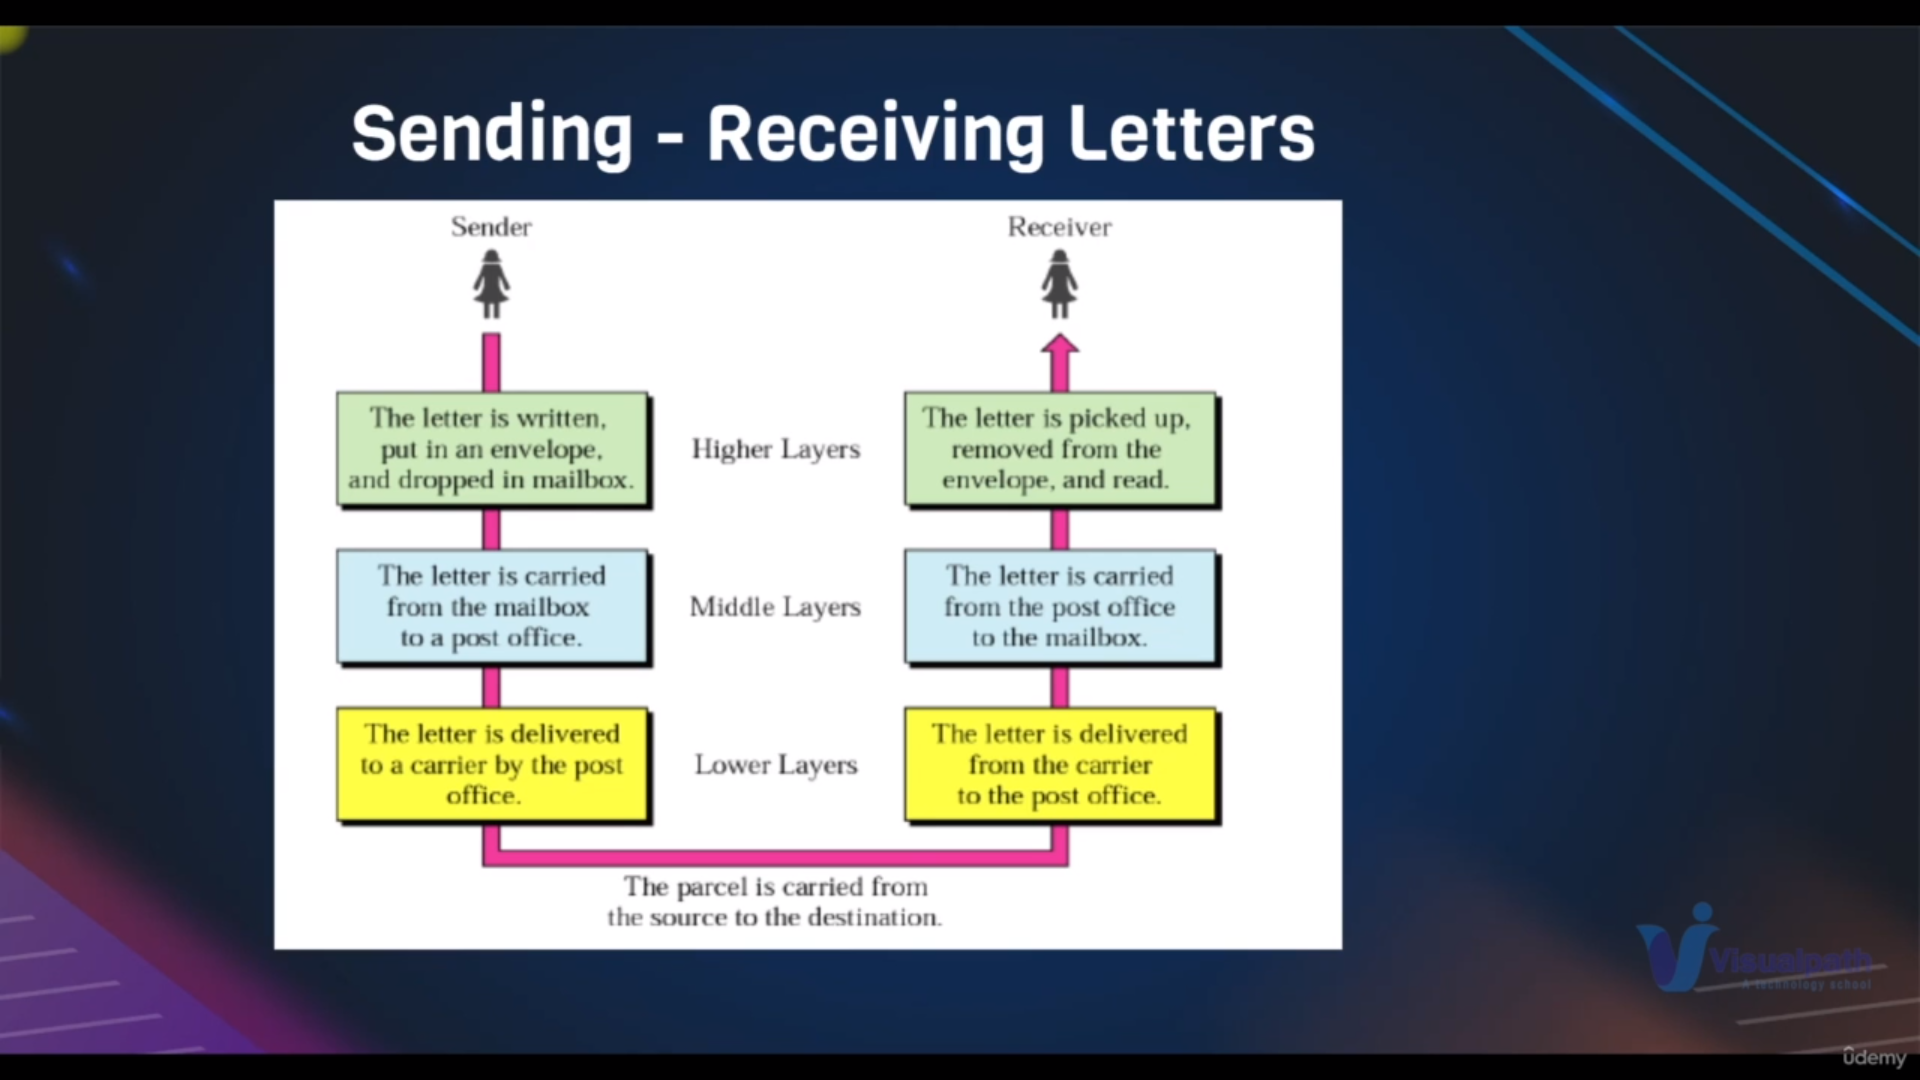 Sending - Receiving Letters
Sender
Receiver
The letter is written,
put in an envelope,
and dropped in mailbox.
Higher Layers
The letter is picked up,
removed from the
envelope, and read.
The letter is carried
from the mailbox
to a post office.
Middle Layers
The letter is carried
from the post office
to the mailbox.
The letter is delivered
to a carrier by the post
office.
Lower Layers
The letter is delivered
from the carrier
to the post office.
The parcel is carried from
the source to the destination.
Visualpath
A technology school
ûdemy